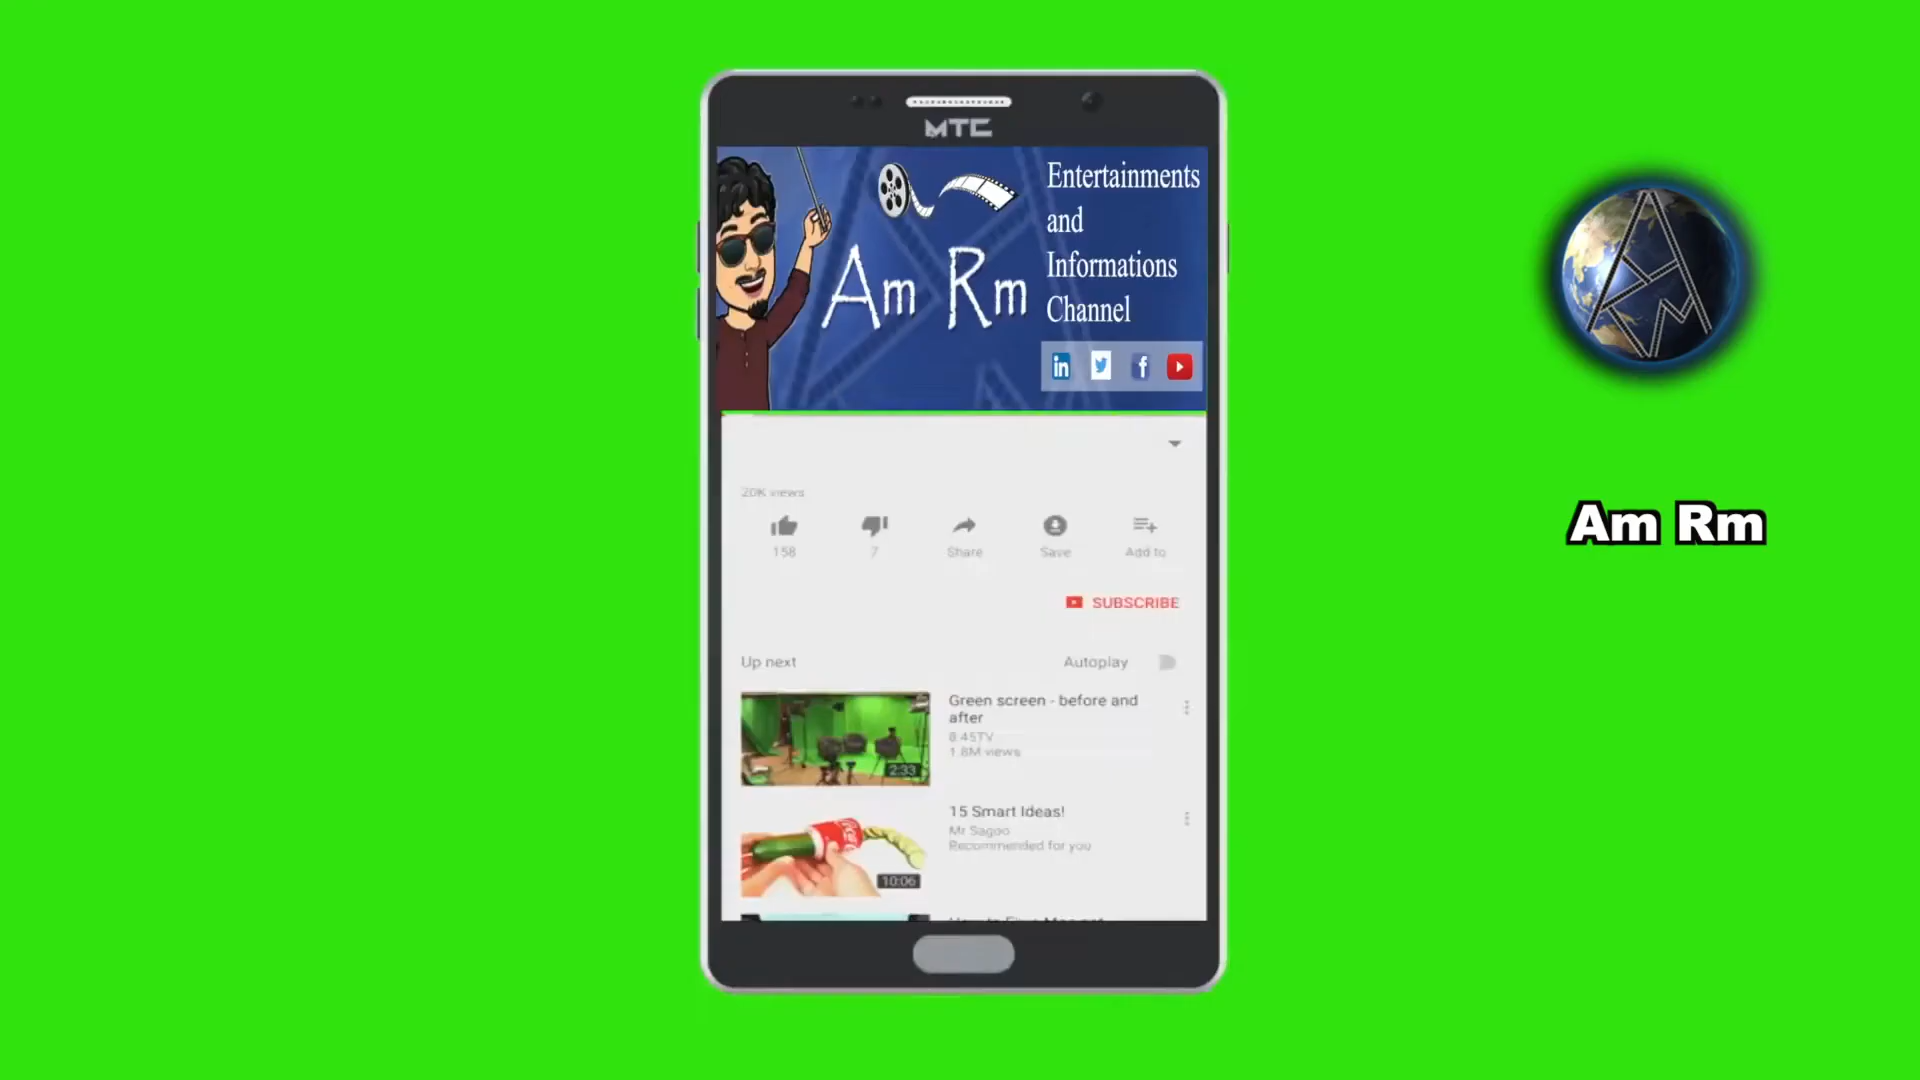 MTC
Am Rm
Entertainments
and
Informations
Channel
in
f
20K views
158
7
Share
Save
Add to
SUBSCRIBE
Up next
Autoplay
Green screen - before and
after
8.45TV
1.8M views
2:33
15 Smart Ideas!
Mr Sagoo
Recommended for you
10:06
Am Rm